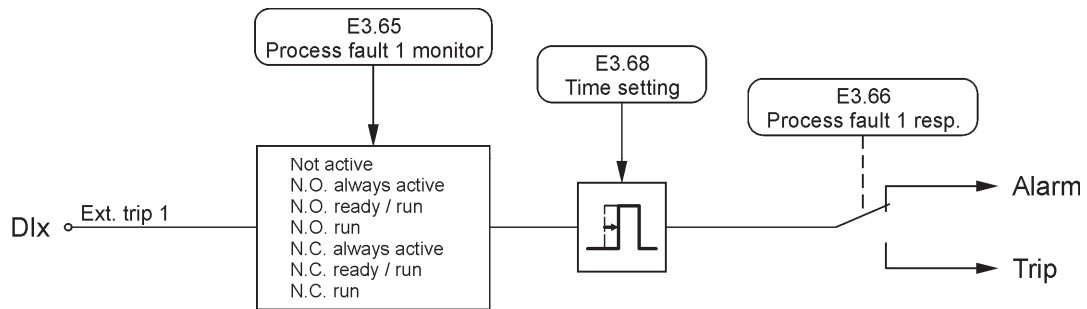 E3.65
Process fault 1 monitor
E3.68
Time setting
E3.66
Process fault 1 resp.
Not active
N.O. always active
N.O. ready / run
N.O. run
N.C. always active
N.C. ready / run
N.C. run
DIx
Ext. trip 1
Alarm
Trip